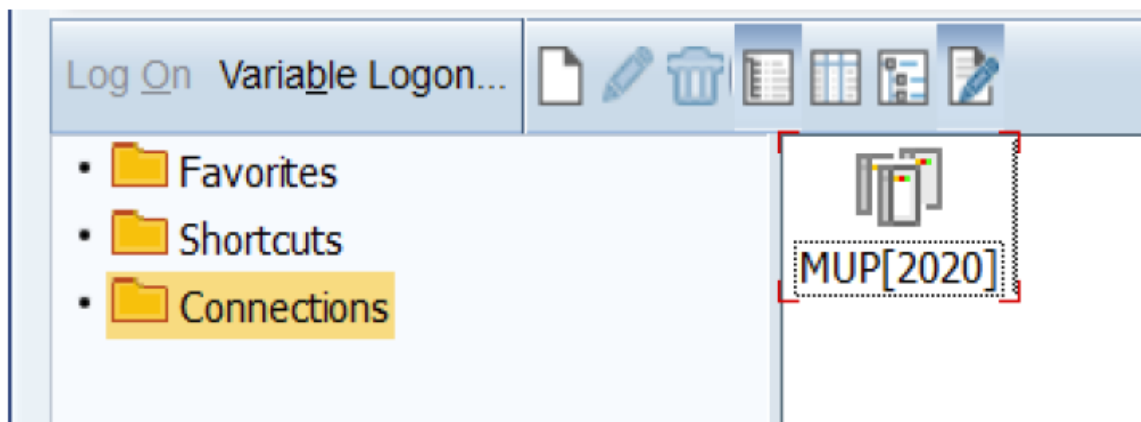 Log On Variable Logon...
Favorites
Shortcuts
Connections
MUP[2020]